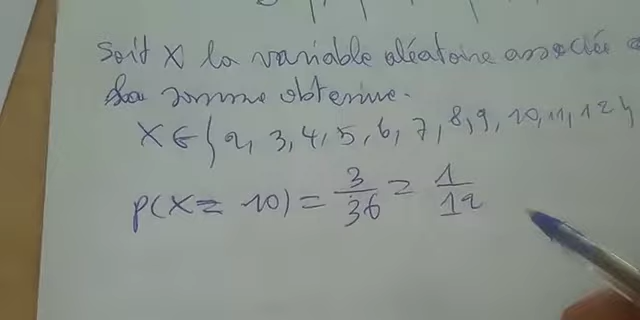 Soit X la variable aléatoire associée a
la somme obtenue.
X ∈ {2, 3, 4, 5, 6, 7, 8, 9, 10, 11, 12}
p(X = 10) = 3/36 = 1/12